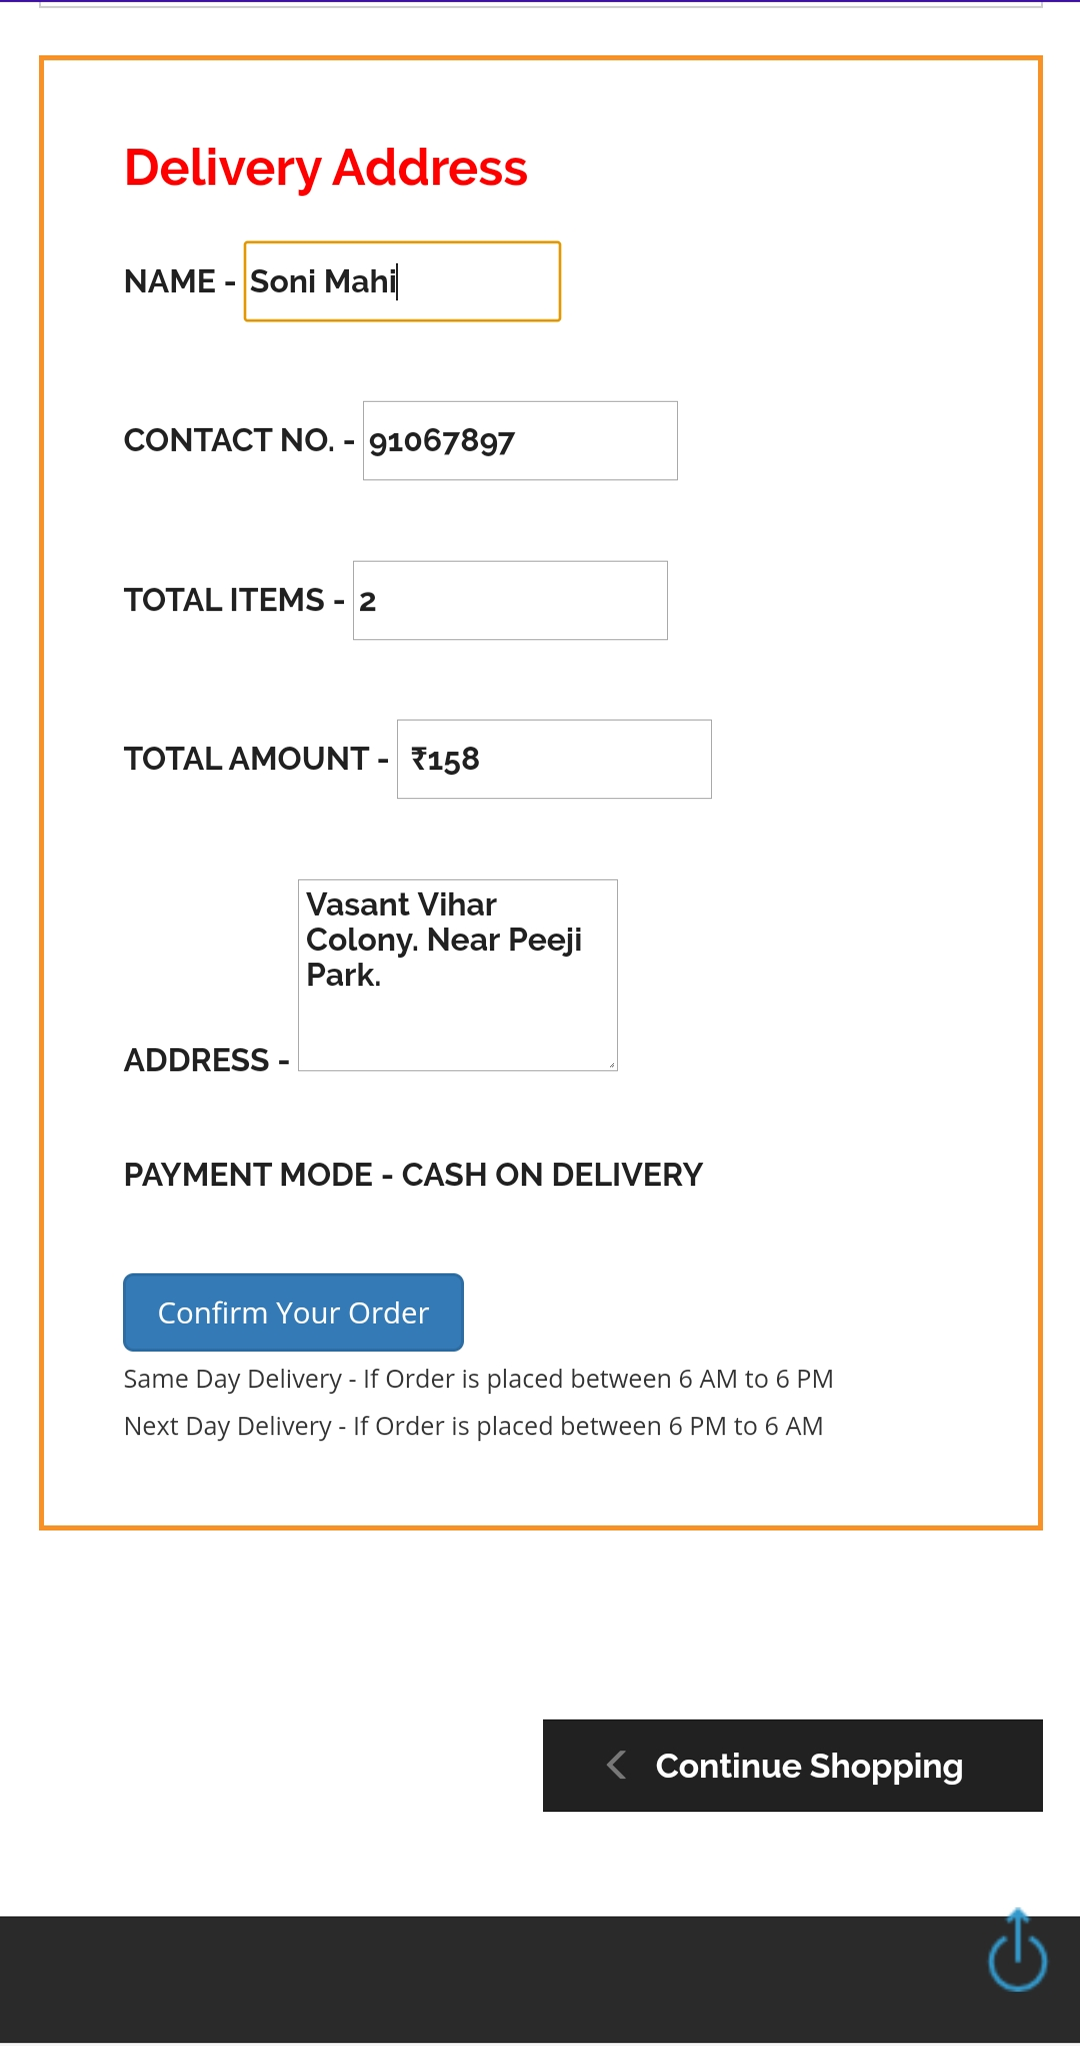 Delivery Address
NAME - Soni Mahi
CONTACT NO. - 91067897
TOTAL ITEMS - 2
TOTAL AMOUNT - ₹158
Vasant Vihar
Colony. Near Peeji
Park.
ADDRESS -
PAYMENT MODE - CASH ON DELIVERY
Confirm Your Order
Same Day Delivery - If Order is placed between 6 AM to 6 PM
Next Day Delivery - If Order is placed between 6 PM to 6 AM
Continue Shopping